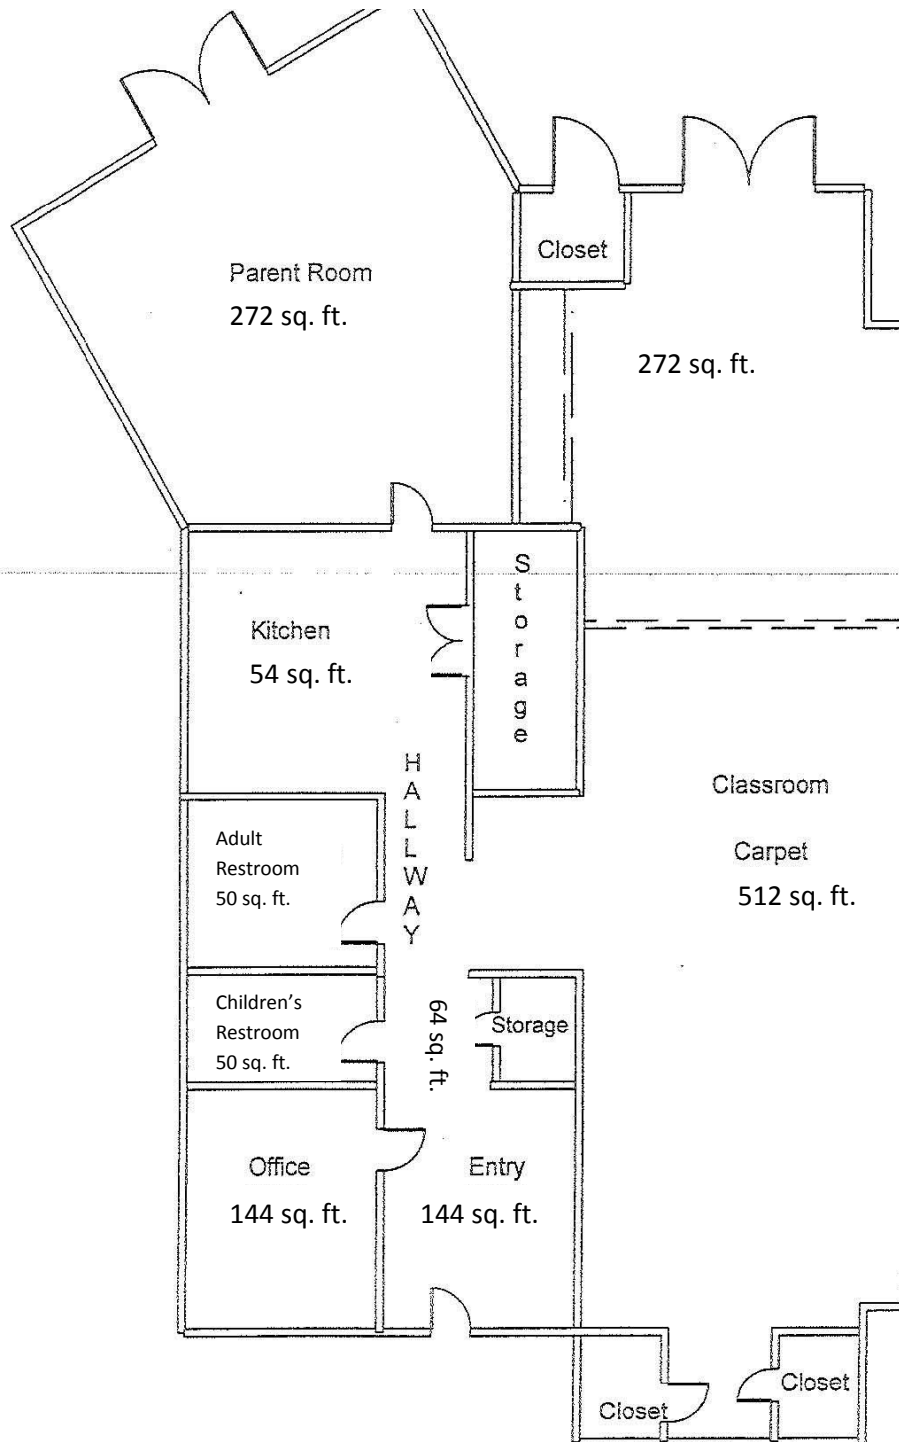 Closet
Parent Room
272 sq. ft.
272 sq. ft.
Storage
Kitchen
54 sq. ft.
HALLWAY
Classroom
Carpet
512 sq. ft.
Adult
Restroom
50 sq. ft.
Children's
Restroom
50 sq. ft.
64 sq. ft.
Storage
Office
144 sq. ft.
Entry
144 sq. ft.
Closet
Closet